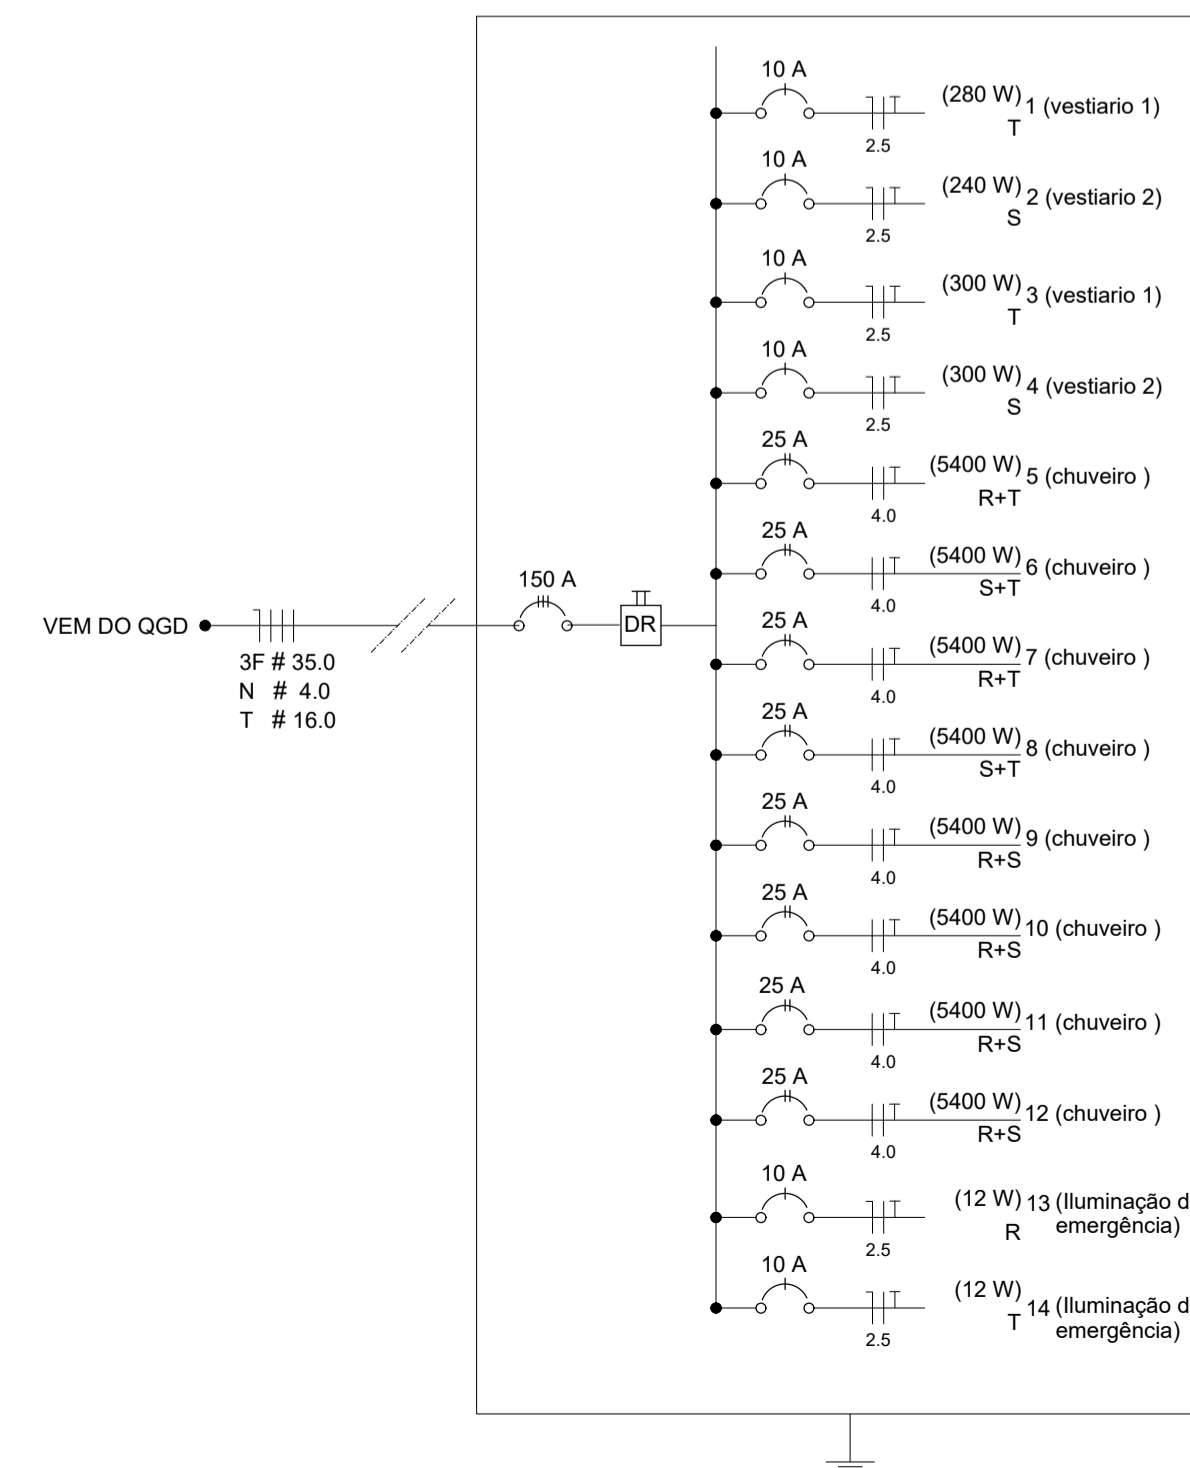 10 A
(280 W) 1 (vestiario 1)
T
2.5
10 A
(240 W) 2 (vestiario 2)
S
2.5
10 A
(300 W) 3 (vestiario 1)
T
2.5
10 A
(300 W) 4 (vestiario 2)
S
2.5
25 A
(5400 W) 5 (chuveiro )
R+T
4.0
25 A
(5400 W) 6 (chuveiro )
S+T
4.0
150 A
DR
VEM DO QGD
3F # 35.0
N # 4.0
T # 16.0
25 A
(5400 W) 7 (chuveiro )
R+T
4.0
25 A
(5400 W) 8 (chuveiro )
S+T
4.0
25 A
(5400 W) 9 (chuveiro )
R+S
4.0
25 A
(5400 W) 10 (chuveiro )
R+S
4.0
25 A
(5400 W) 11 (chuveiro )
R+S
4.0
25 A
(5400 W) 12 (chuveiro )
R+S
4.0
10 A
(12 W) 13 (Iluminação d
R emergência)
2.5
10 A
(12 W) 14 (Iluminação d
T emergência)
2.5